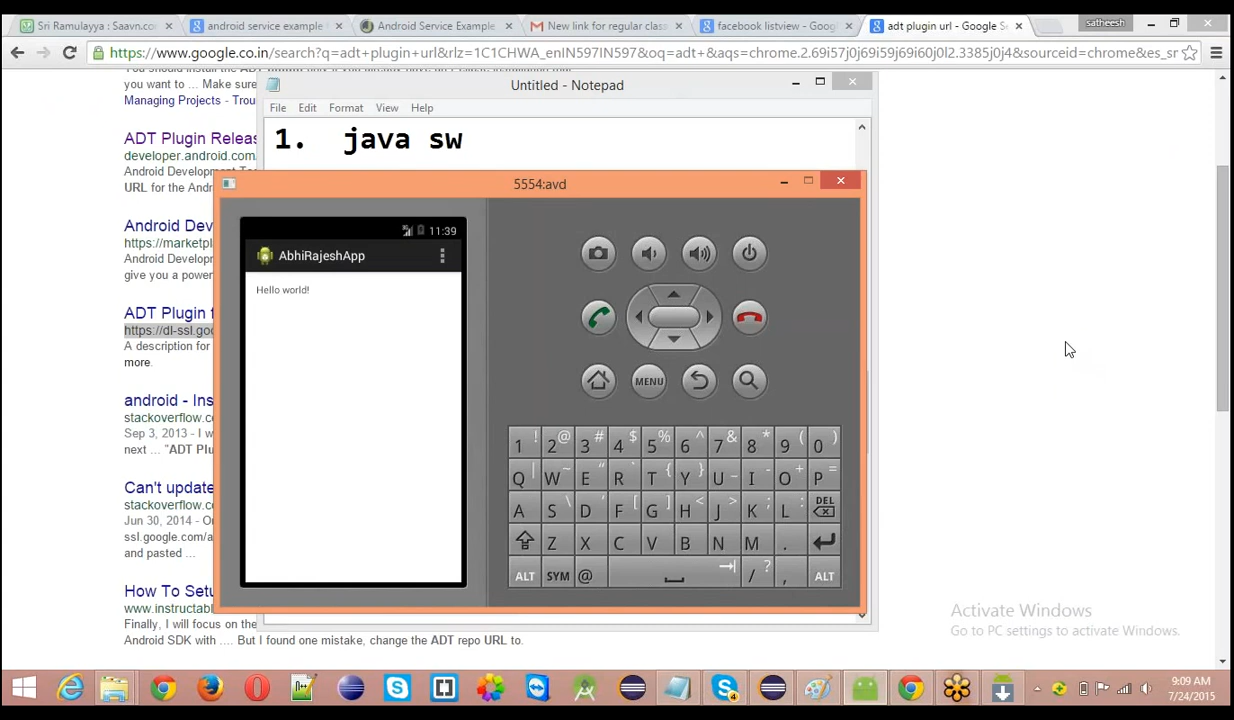 Sri Ramulayya : Saavn.co
android service example
Android Service Example
New link for regular clas
facebook listview - Goog
adt plugin url - Google S
satheesh
https://www.google.co.in/search?q=adt+plugin+url&rlz=1C1CHWA_enIN597IN597&oq=adt+&aqs=chrome.2.69i57j0j69i59j69i60j0l2.3385j0j4&sourceid=chrome&es_s
you want to ... Make sure
Managing Projects - Trou
ADT Plugin Releas
developer.android.com
Android Development To
URL for the Android
Android Dev
https://marketpl
Android Develop
give you a power
ADT Plugin f
https://dl-ssl.goo
A description for
more.
android - Ins
stackoverflow.c
Sep 3, 2013 - I w
next ... "ADT Plu
Can't update
stackoverflow.c
Jun 30, 2014 - O
ssl.google.com/a
and pasted ...
How To Setu
www.instructabl
Finally, I will focus on the
Android SDK with .... But I found one mistake, change the ADT repo URL to.
Untitled - Notepad
File Edit Format View Help
1. java sw
5554:avd
11:39
AbhiRajeshApp
Hello world!
MENU
1 ! 2 @ 3 # 4 $ 5 % 6 ^ 7 & 8 * 9 ( 0 )
Q | W ~ E " R ` T { Y } U _ I - O + P =
A S \ D ' F [ G ] H < J > K ; L : DEL
Z X C V B N M .
ALT SYM @ / ? , ALT
Activate Windows
Go to PC settings to activate Windows.
4
9:09 AM
7/24/2015